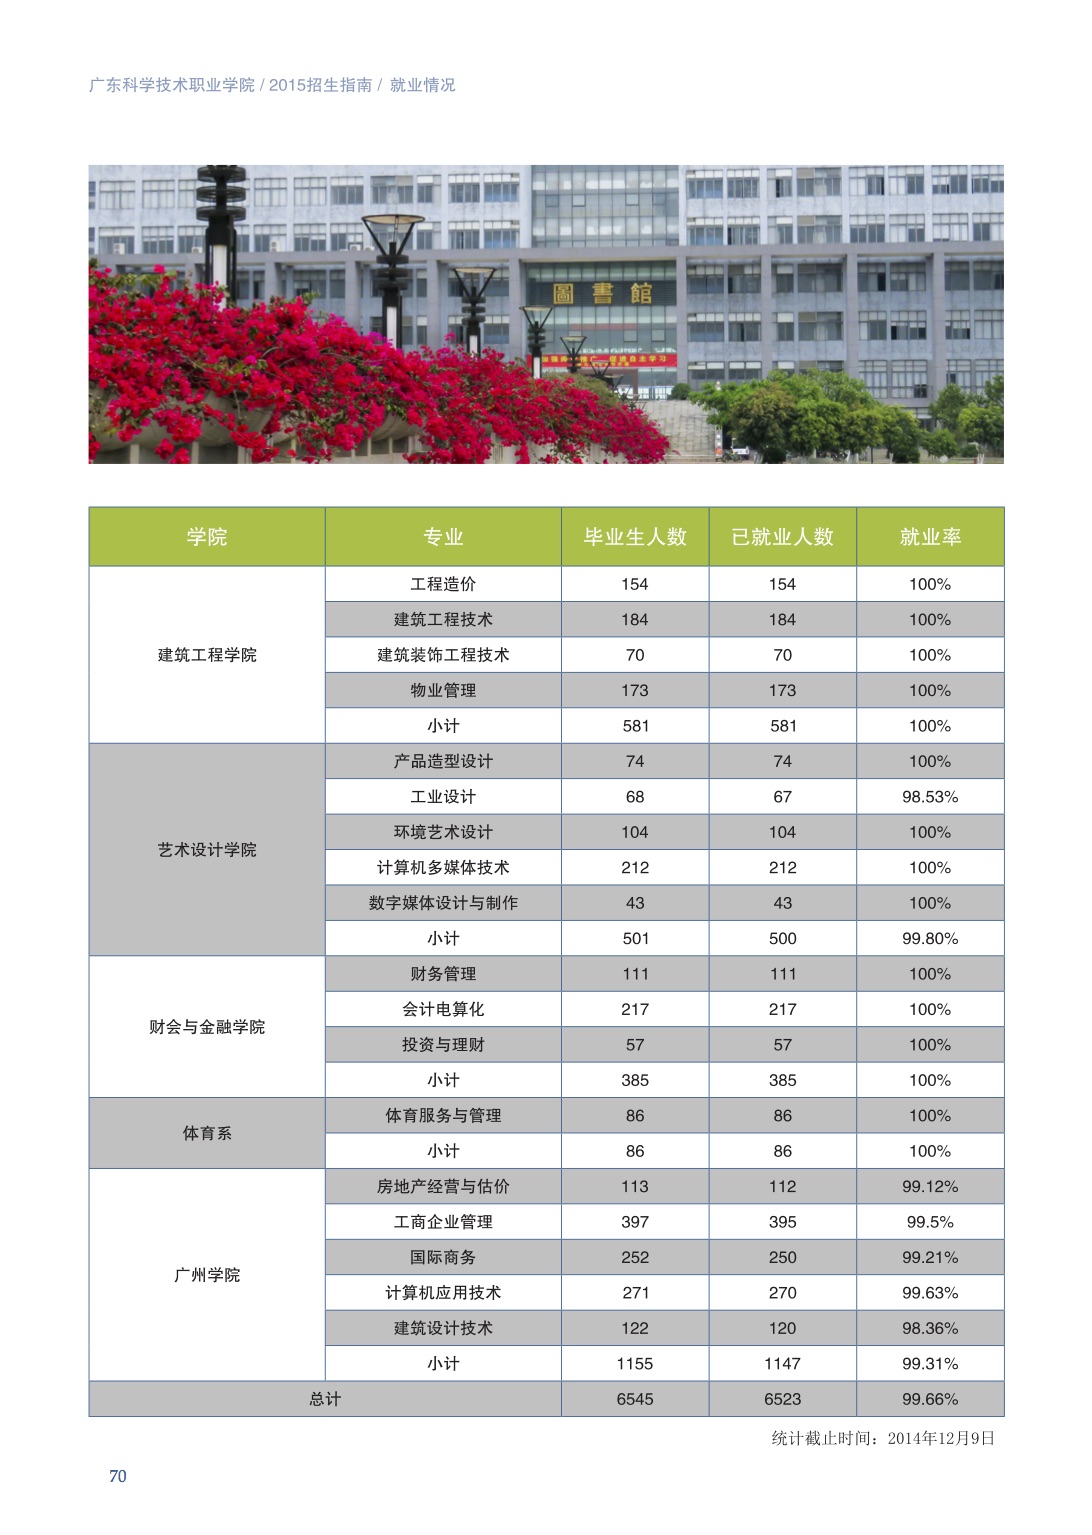 广东科学技术职业学院 / 2015招生指南 / 就业情况
圖書館
促进自主学习
学院 专业 毕业生人数 已就业人数 就业率
建筑工程学院
工程造价 154 154 100%
建筑工程技术 184 184 100%
建筑装饰工程技术 70 70 100%
物业管理 173 173 100%
小计 581 581 100%
艺术设计学院
产品造型设计 74 74 100%
工业设计 68 67 98.53%
环境艺术设计 104 104 100%
计算机多媒体技术 212 212 100%
数字媒体设计与制作 43 43 100%
小计 501 500 99.80%
财会与金融学院
财务管理 111 111 100%
会计电算化 217 217 100%
投资与理财 57 57 100%
小计 385 385 100%
体育系
体育服务与管理 86 86 100%
小计 86 86 100%
广州学院
房地产经营与估价 113 112 99.12%
工商企业管理 397 395 99.5%
国际商务 252 250 99.21%
计算机应用技术 271 270 99.63%
建筑设计技术 122 120 98.36%
小计 1155 1147 99.31%
总计 6545 6523 99.66%
统计截止时间：2014年12月9日
70